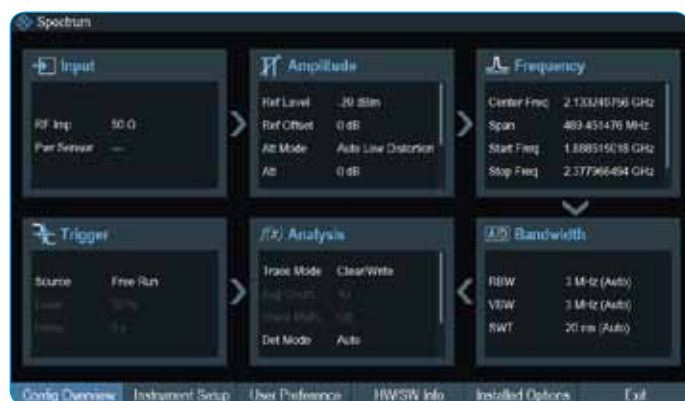 Spectrum
Input
RF Imp 50 Ω
Pwr Sensor ---
Amplitude
Ref Level -20 dBm
Ref Offset 0 dB
Att Mode Auto Low Distortion
Att 0 dB
Frequency
Center Freq 2.133240756 GHz
Span 489.451476 MHz
Start Freq 1.888515018 GHz
Stop Freq 2.377966494 GHz
Trigger
Source Free Run
f(x) Analysis
Trace Mode Clear/Write
Det Mode Auto
A/D Bandwidth
RBW 3 MHz (Auto)
VBW 3 MHz (Auto)
SWT 20 ms (Auto)
Config Overview Instrument Setup User Preference HW/SW Info Installed Options Exit